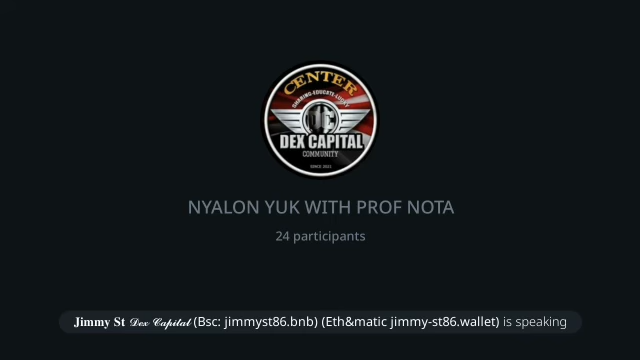 CENTER
SHARING-EDUCATE-LUCKY
DEX CAPITAL
COMMUNITY
SINCE 2021
NYALON YUK WITH PROF NOTA
24 participants
Jimmy St 𝓓𝓮𝔁 𝓒𝓪𝓹𝓲𝓽𝓪𝓵 (Bsc: jimmyst86.bnb) (Eth&matic jimmy-st86.wallet) is speaking